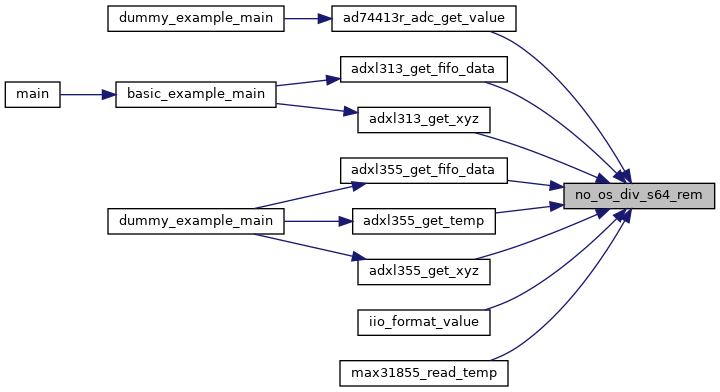 dummy_example_main
ad74413r_adc_get_value
adxl313_get_fifo_data
main
basic_example_main
adxl313_get_xyz
adxl355_get_fifo_data
no_os_div_s64_rem
dummy_example_main
adxl355_get_temp
adxl355_get_xyz
iio_format_value
max31855_read_temp